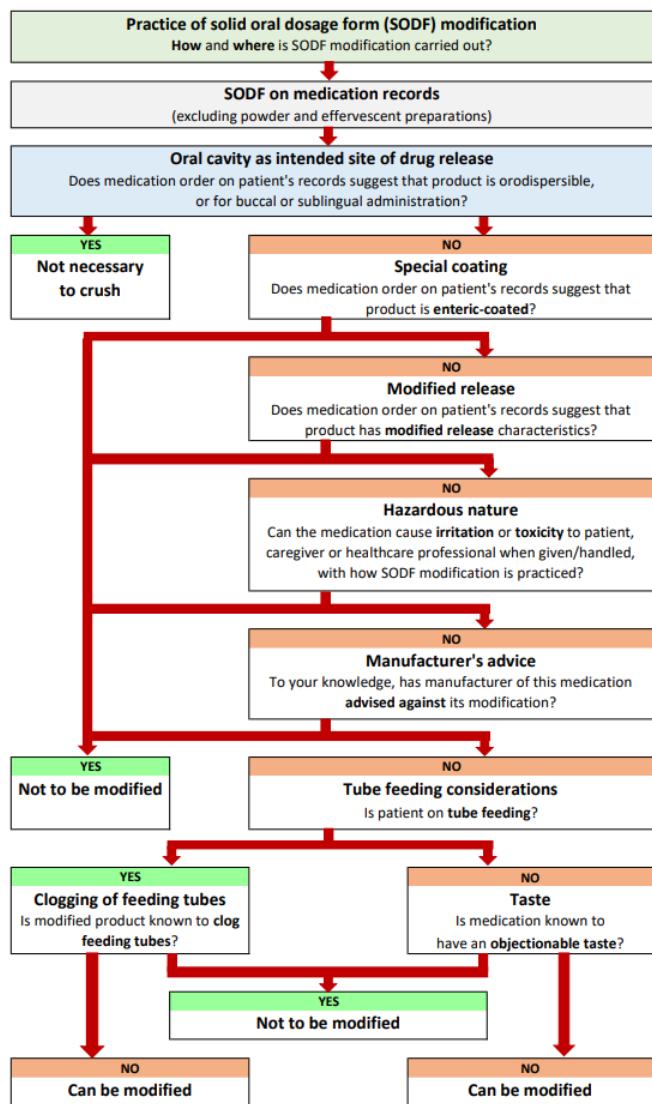 Practice of solid oral dosage form (SODF) modification
How and where is SODF modification carried out?
SODF on medication records
(excluding powder and effervescent preparations)
Oral cavity as intended site of drug release
Does medication order on patient's records suggest that product is orodispersible,
or for buccal or sublingual administration?
YES
Not necessary
to crush
NO
Special coating
Does medication order on patient's records suggest that
product is enteric-coated?
NO
Modified release
Does medication order on patient's records suggest that
product has modified release characteristics?
NO
Hazardous nature
Can the medication cause irritation or toxicity to patient,
caregiver or healthcare professional when given/handled,
with how SODF modification is practiced?
NO
Manufacturer's advice
To your knowledge, has manufacturer of this medication
advised against its modification?
YES
Not to be modified
NO
Tube feeding considerations
Is patient on tube feeding?
YES
Clogging of feeding tubes
Is modified product known to clog
feeding tubes?
NO
Taste
Is medication known to
have an objectionable taste?
YES
Not to be modified
NO
Can be modified
NO
Can be modified